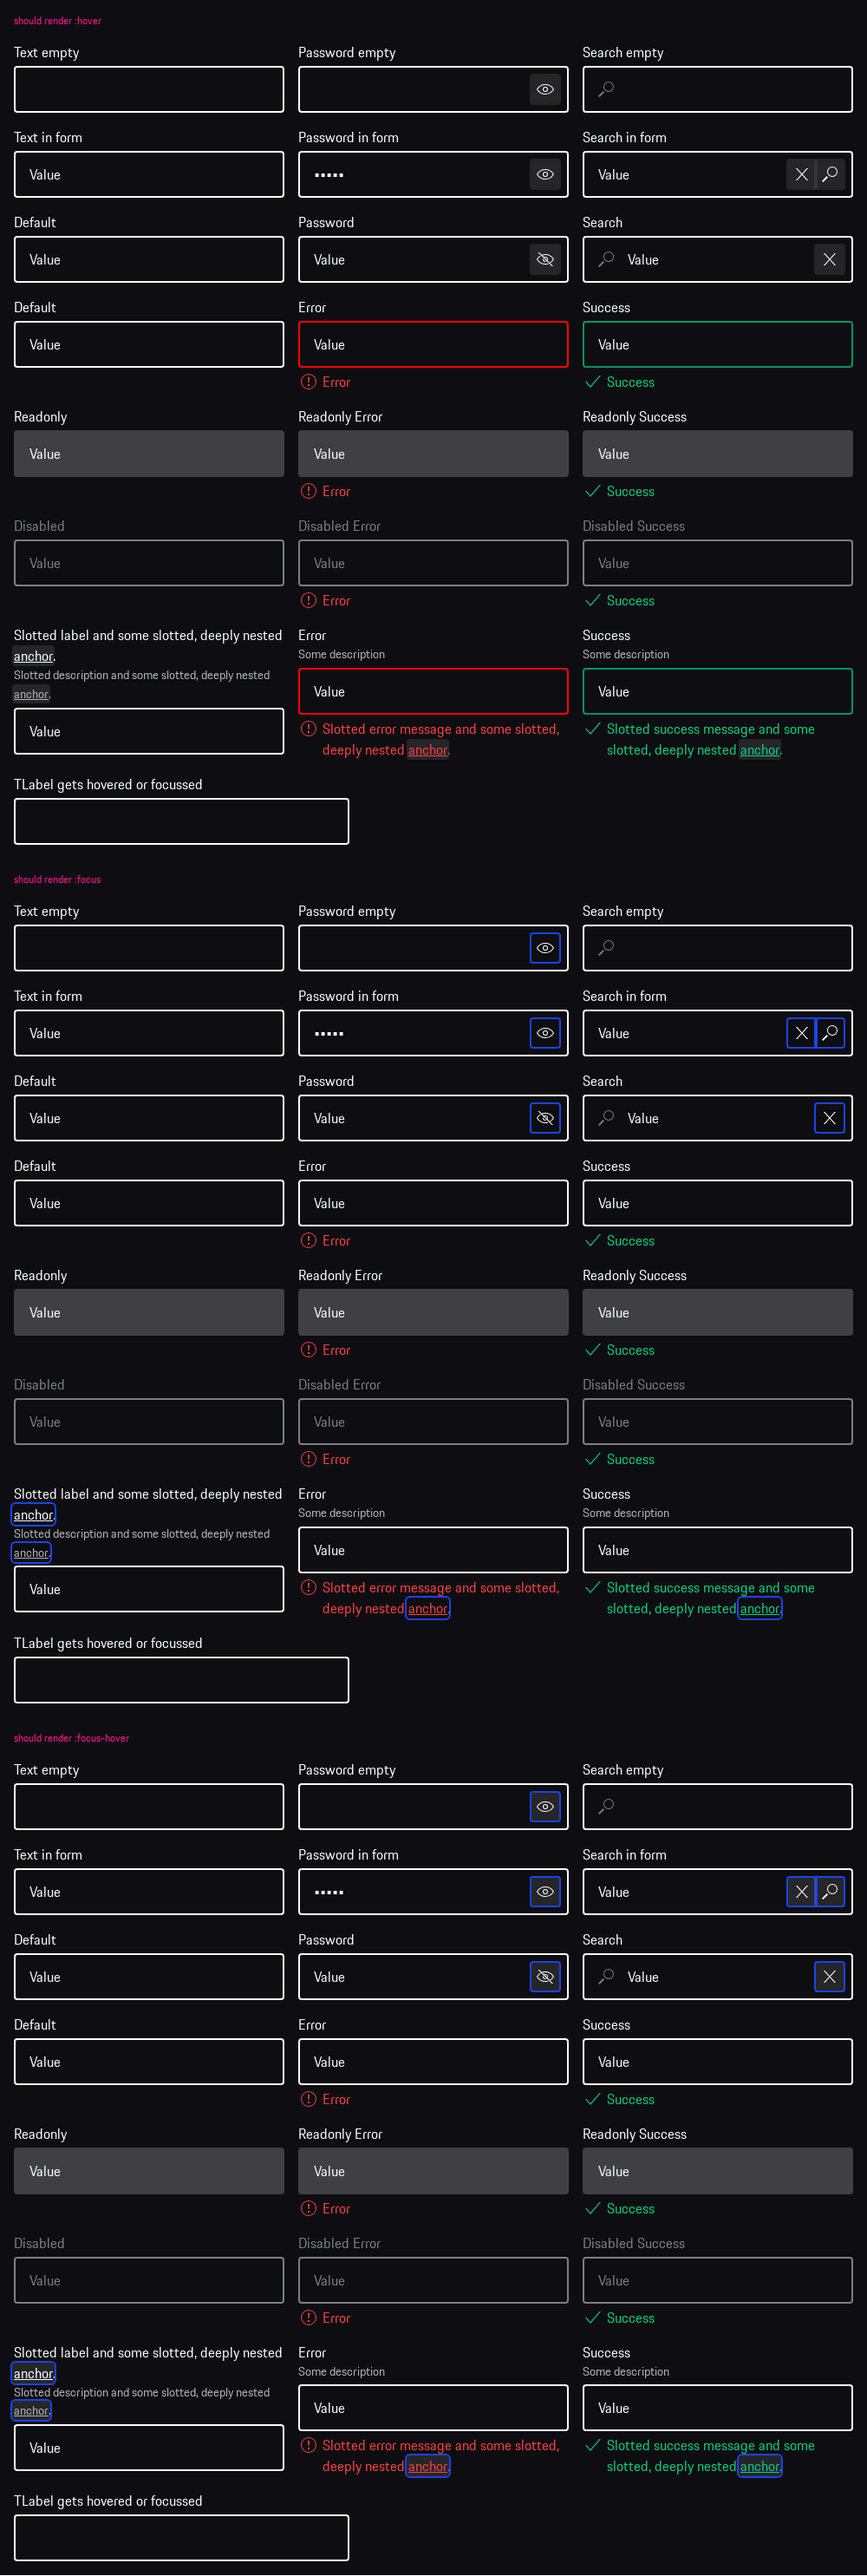 should render :hover
Text empty
Password empty
Search empty
Text in form
Password in form
Search in form
Value
•••••
Value
Default
Password
Search
Value
Value
Value
Default
Error
Success
Value
Value
Value
Error
Success
Readonly
Readonly Error
Readonly Success
Value
Value
Value
Error
Success
Disabled
Disabled Error
Disabled Success
Value
Value
Value
Error
Success
Slotted label and some slotted, deeply nested
anchor.
Slotted description and some slotted, deeply nested
anchor.
Value
Error
Some description
Value
Slotted error message and some slotted,
deeply nested anchor.
Success
Some description
Value
Slotted success message and some
slotted, deeply nested anchor.
TLabel gets hovered or focussed
should render :focus
Text empty
Password empty
Search empty
Text in form
Password in form
Search in form
Value
•••••
Value
Default
Password
Search
Value
Value
Value
Default
Error
Success
Value
Value
Value
Error
Success
Readonly
Readonly Error
Readonly Success
Value
Value
Value
Error
Success
Disabled
Disabled Error
Disabled Success
Value
Value
Value
Error
Success
Slotted label and some slotted, deeply nested
anchor.
Slotted description and some slotted, deeply nested
anchor.
Value
Error
Some description
Value
Slotted error message and some slotted,
deeply nested anchor.
Success
Some description
Value
Slotted success message and some
slotted, deeply nested anchor.
TLabel gets hovered or focussed
should render :focus-hover
Text empty
Password empty
Search empty
Text in form
Password in form
Search in form
Value
•••••
Value
Default
Password
Search
Value
Value
Value
Default
Error
Success
Value
Value
Value
Error
Success
Readonly
Readonly Error
Readonly Success
Value
Value
Value
Error
Success
Disabled
Disabled Error
Disabled Success
Value
Value
Value
Error
Success
Slotted label and some slotted, deeply nested
anchor.
Slotted description and some slotted, deeply nested
anchor.
Value
Error
Some description
Value
Slotted error message and some slotted,
deeply nested anchor.
Success
Some description
Value
Slotted success message and some
slotted, deeply nested anchor.
TLabel gets hovered or focussed